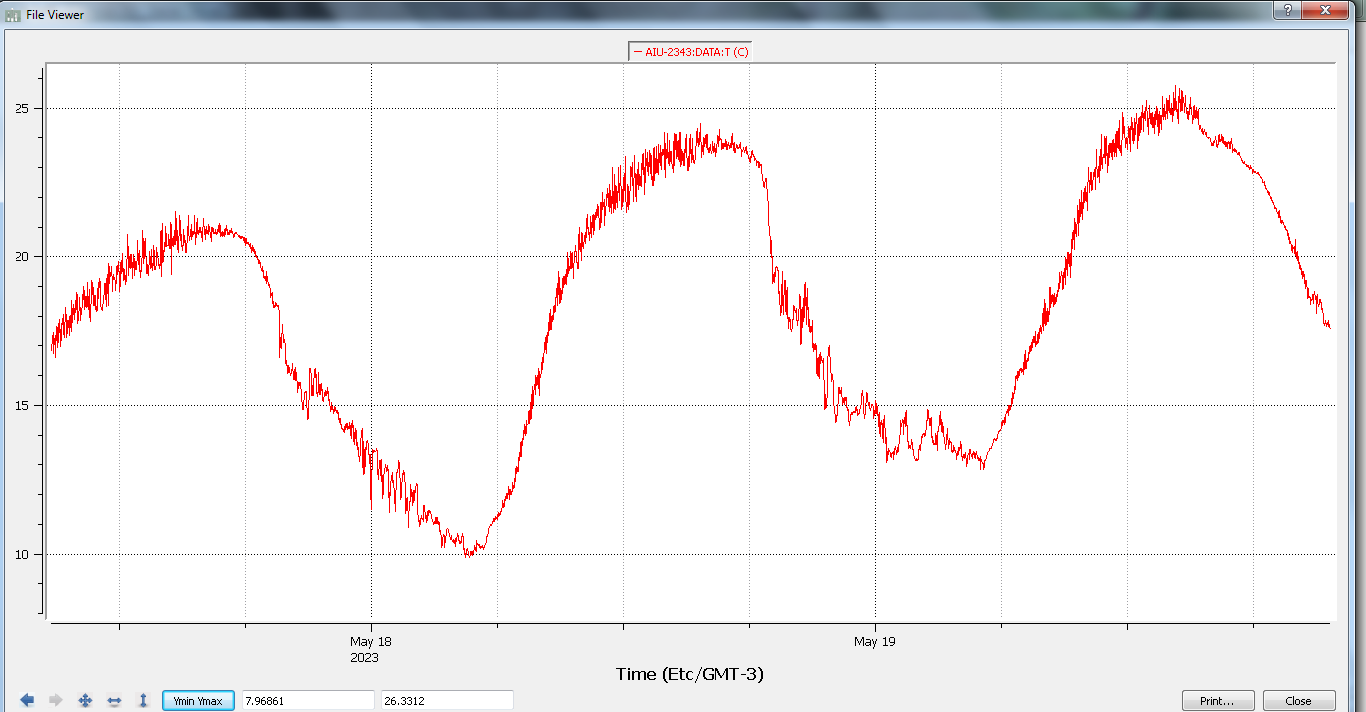 File Viewer
AIU-2343:DATA:T (C)
25
20
15
10
May 18
2023
May 19
Time (Etc/GMT-3)
Ymin Ymax
7.96861
26.3312
Print...
Close